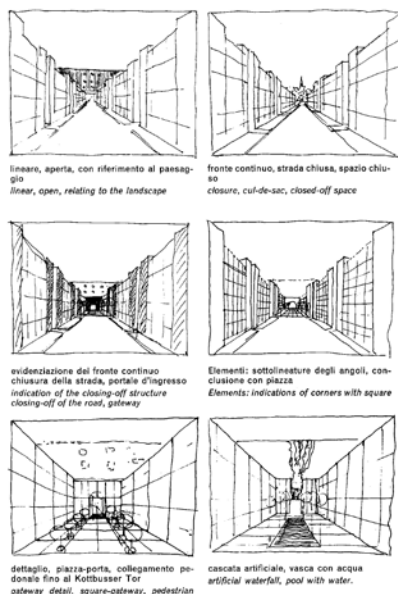 lineare, aperta, con riferimento al paesag-
gio
linear, open, relating to the landscape
fronte continuo, strada chiusa, spazio chiu-
so
closure, cul-de-sac, closed-off space
evidenziazione del fronte continuo
chiusura della strada, portale d'ingresso
indication of the closing-off structure
closing-off of the road, gateway
Elementi: sottolineature degli angoli, con-
clusione con piazza
Elements: indications of corners with square
dettaglio, piazza-porta, collegamento pe-
donale fino al Kottbusser Tor
gateway detail, square-gateway, pedestrian
cascata artificiale, vasca con acqua
artificial waterfall, pool with water.